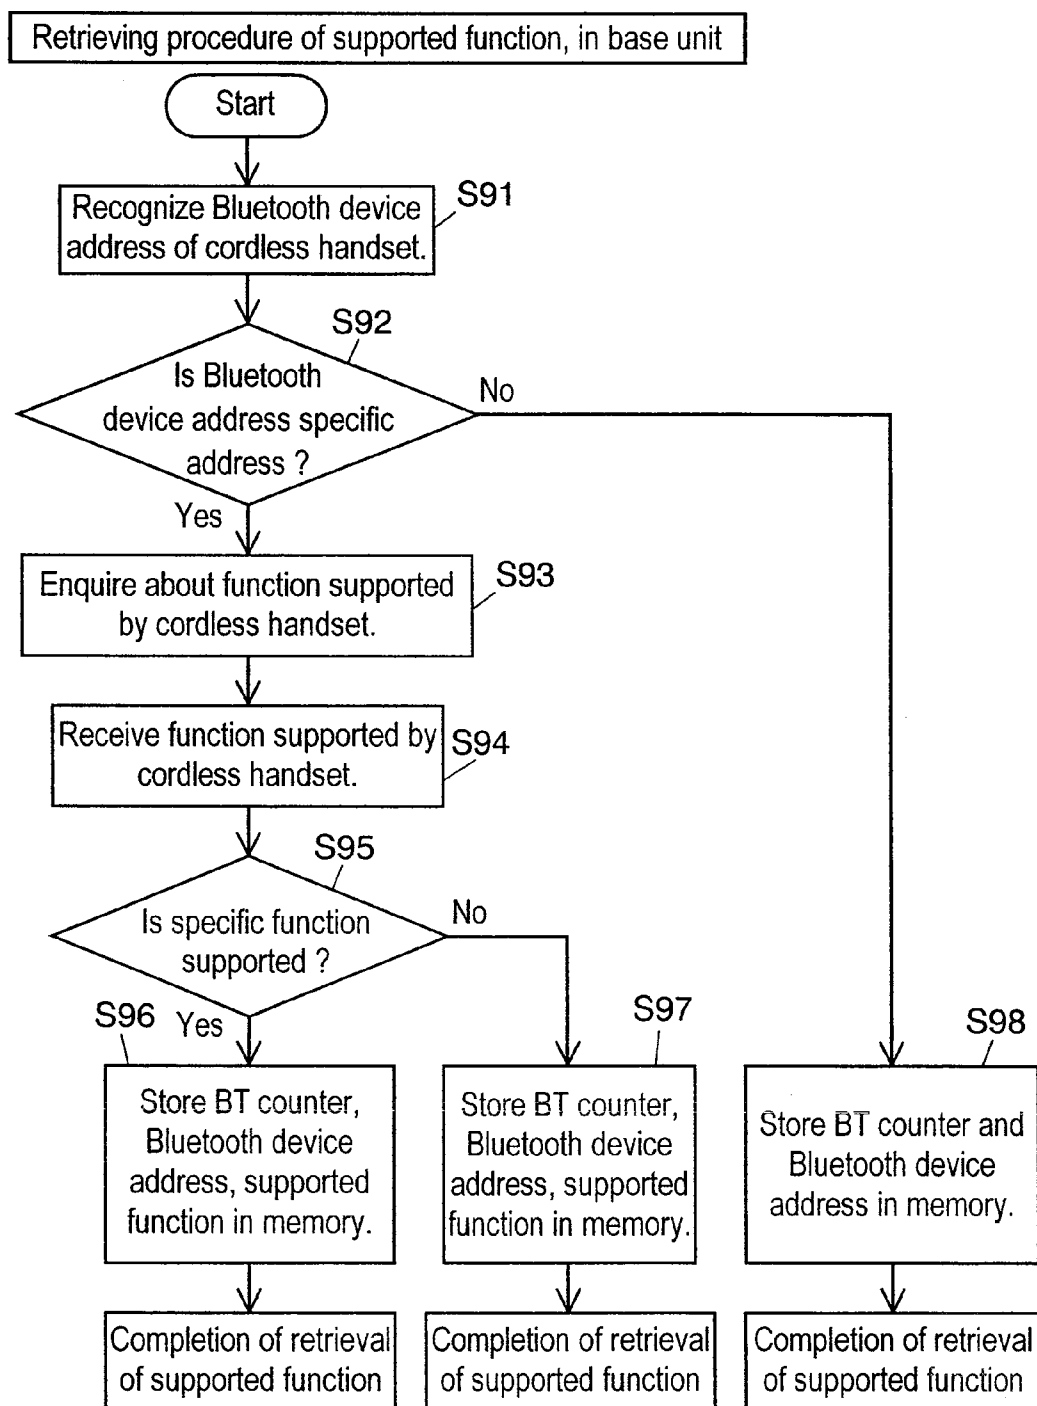 Retrieving procedure of supported function, in base unit
Start
S91
Recognize Bluetooth device
address of cordless handset.
S92
Is Bluetooth
device address specific
address ?
No
Yes
Enquire about function supported
by cordless handset.
S93
Receive function supported by
cordless handset.
S94
S95
Is specific function
supported ?
No
Yes
S96
Store BT counter,
Bluetooth device
address, supported
function in memory.
S97
Store BT counter,
Bluetooth device
address, supported
function in memory.
S98
Store BT counter and
Bluetooth device
address in memory.
Completion of retrieval
of supported function
Completion of retrieval
of supported function
Completion of retrieval
of supported function